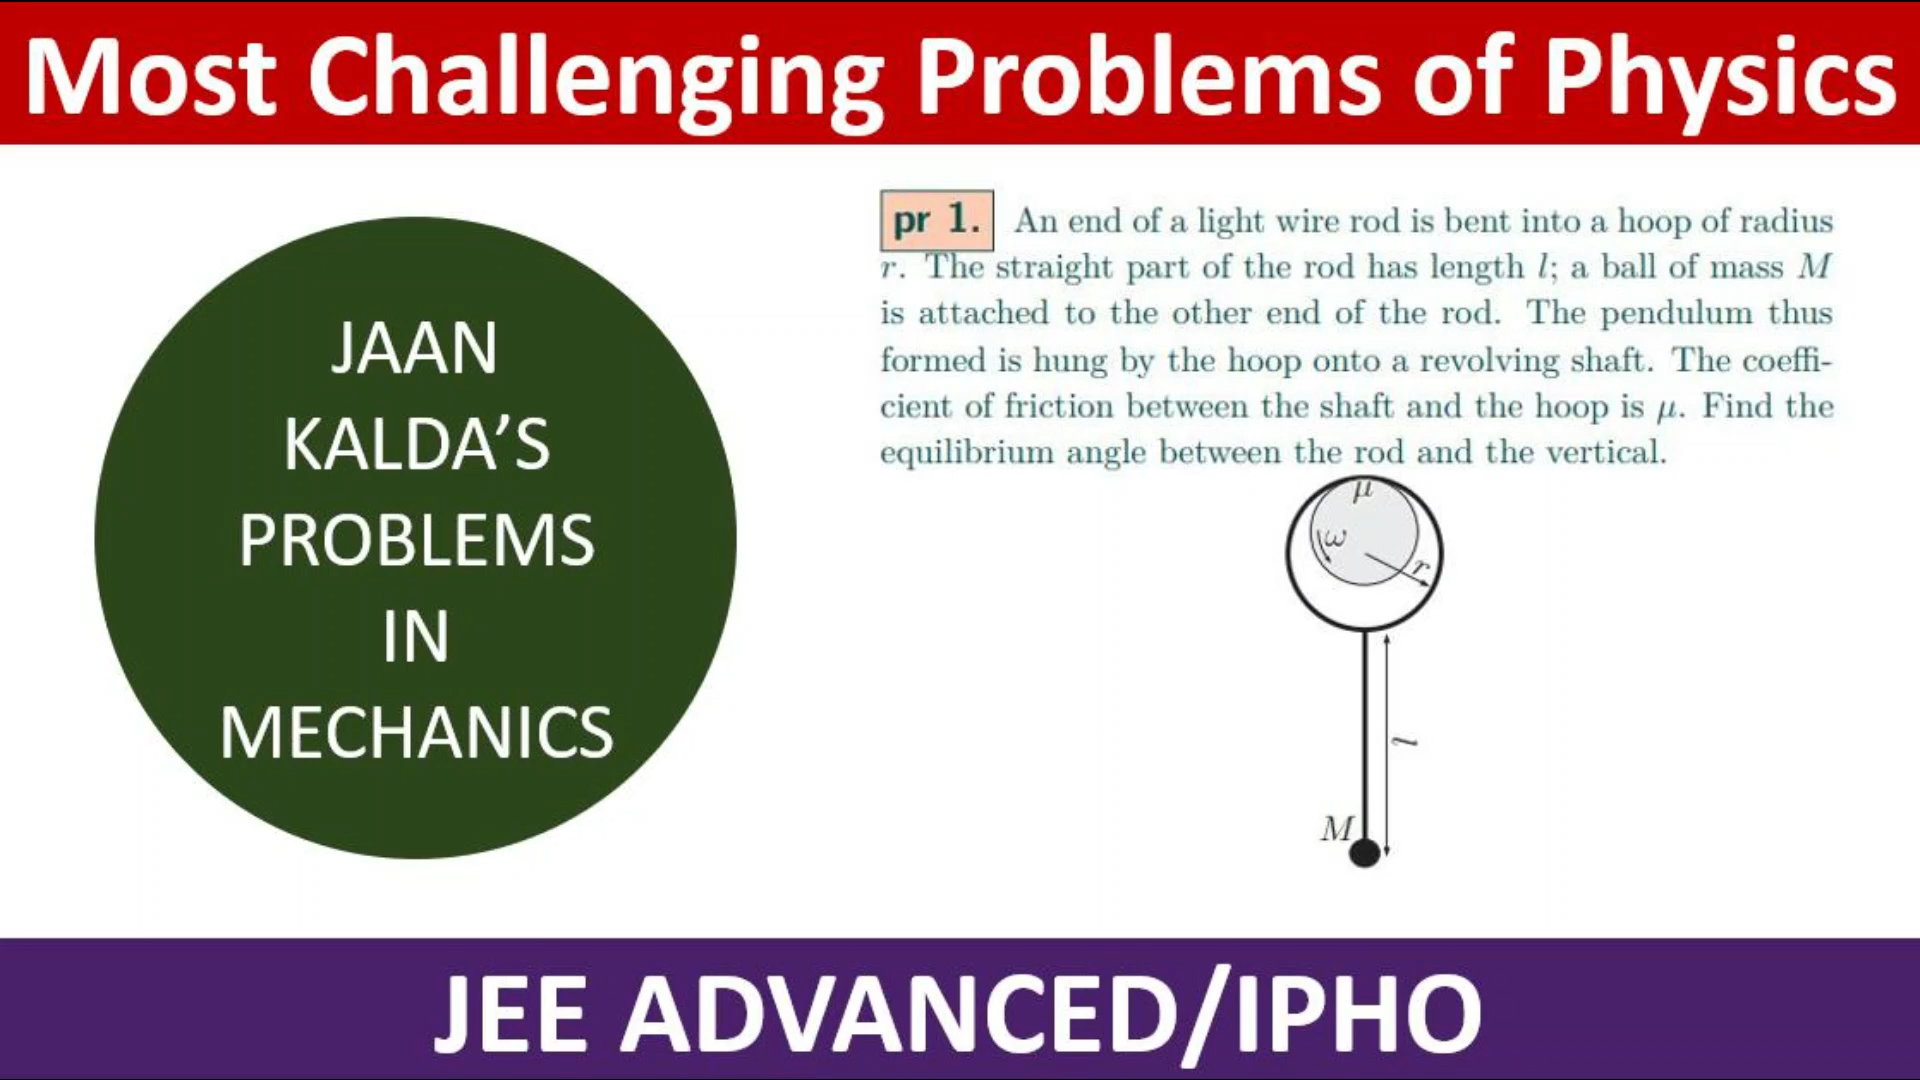 Most Challenging Problems of Physics
JAAN
KALDA’S
PROBLEMS
IN
MECHANICS
pr 1. An end of a light wire rod is bent into a hoop of radius
r. The straight part of the rod has length l; a ball of mass M
is attached to the other end of the rod. The pendulum thus
formed is hung by the hoop onto a revolving shaft. The coeffi-
cient of friction between the shaft and the hoop is μ. Find the
equilibrium angle between the rod and the vertical.
μ
ω
r
l
M
JEE ADVANCED/IPHO